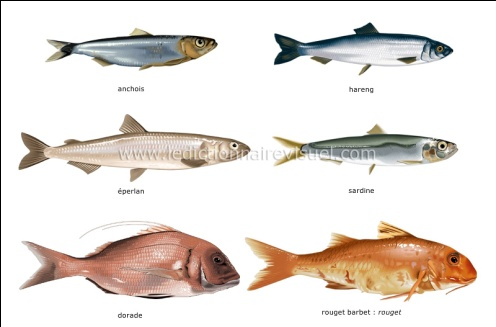 anchois
hareng
www.ledictionnairevisuel.com
éperlan
sardine
dorade
rouget barbet : rouget